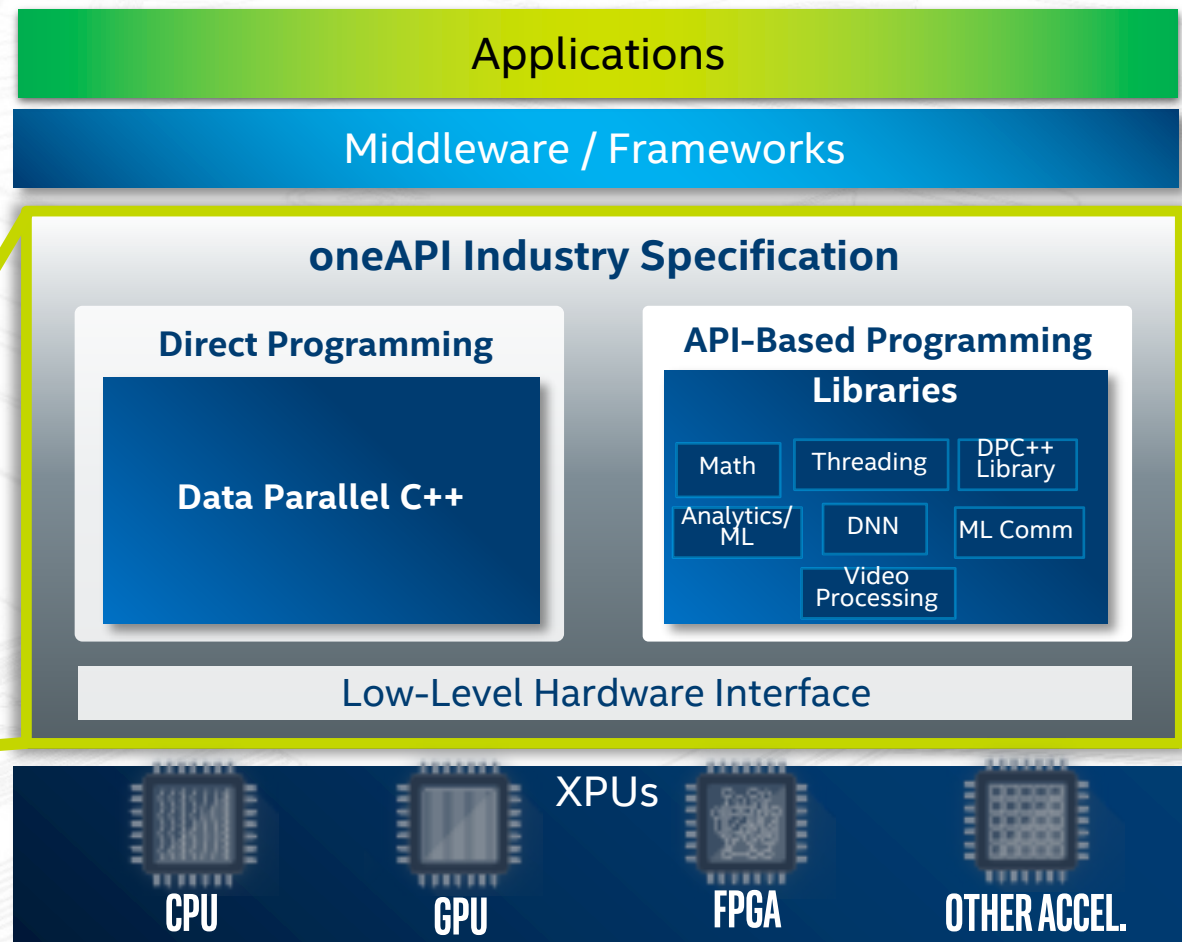 Applications
Middleware / Frameworks
oneAPI Industry Specification
Direct Programming
Data Parallel C++
API-Based Programming
Libraries
Math
Threading
DPC++
Library
Analytics/
ML
DNN
ML Comm
Video
Processing
Low-Level Hardware Interface
XPUs
CPU
GPU
FPGA
OTHER ACCEL.